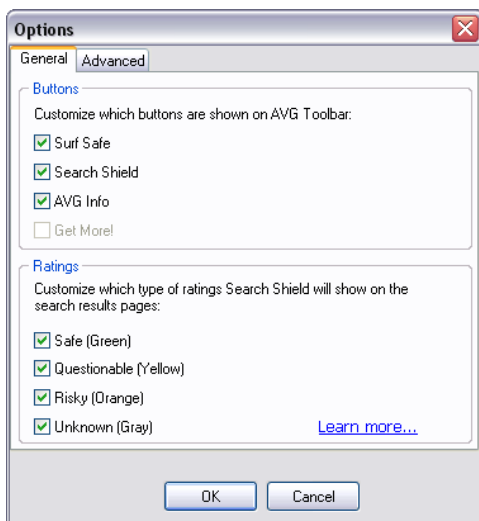 Options
General Advanced
Buttons
Customize which buttons are shown on AVG Toolbar:
Surf Safe
Search Shield
AVG Info
Get More!
Ratings
Customize which type of ratings Search Shield will show on the
search results pages:
Safe (Green)
Questionable (Yellow)
Risky (Orange)
Unknown (Gray) Learn more...
OK Cancel